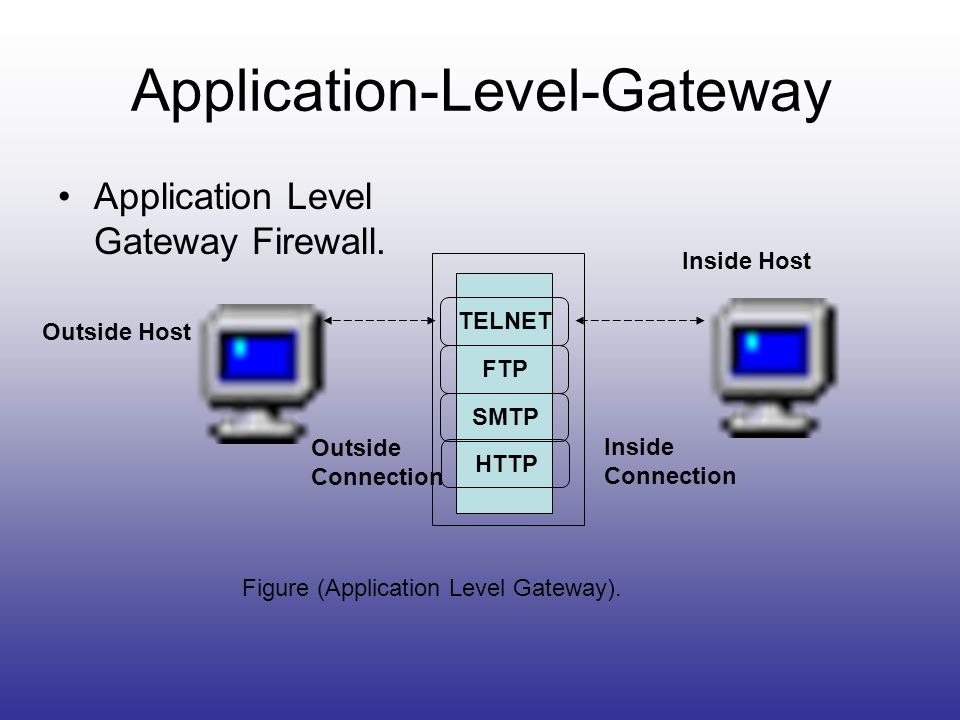 Application-Level-Gateway
• Application Level
Gateway Firewall.
Inside Host
Outside Host
TELNET
FTP
SMTP
HTTP
Outside
Connection
Inside
Connection
Figure (Application Level Gateway).